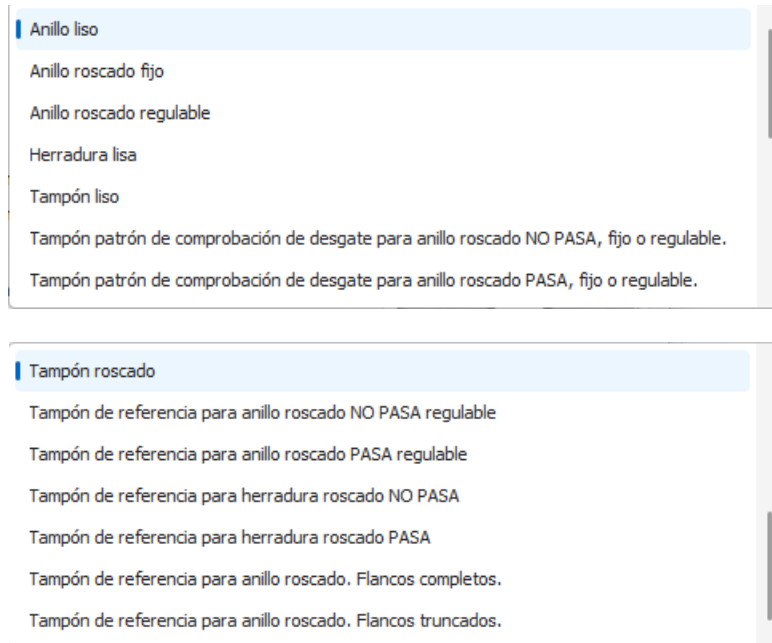 Anillo liso
Anillo roscado fijo
Anillo roscado regulable
Herradura lisa
Tampón liso
Tampón patrón de comprobación de desgate para anillo roscado NO PASA, fijo o regulable.
Tampón patrón de comprobación de desgate para anillo roscado PASA, fijo o regulable.
Tampón roscado
Tampón de referencia para anillo roscado NO PASA regulable
Tampón de referencia para anillo roscado PASA regulable
Tampón de referencia para herradura roscado NO PASA
Tampón de referencia para herradura roscado PASA
Tampón de referencia para anillo roscado. Flancos completos.
Tampón de referencia para anillo roscado. Flancos truncados.